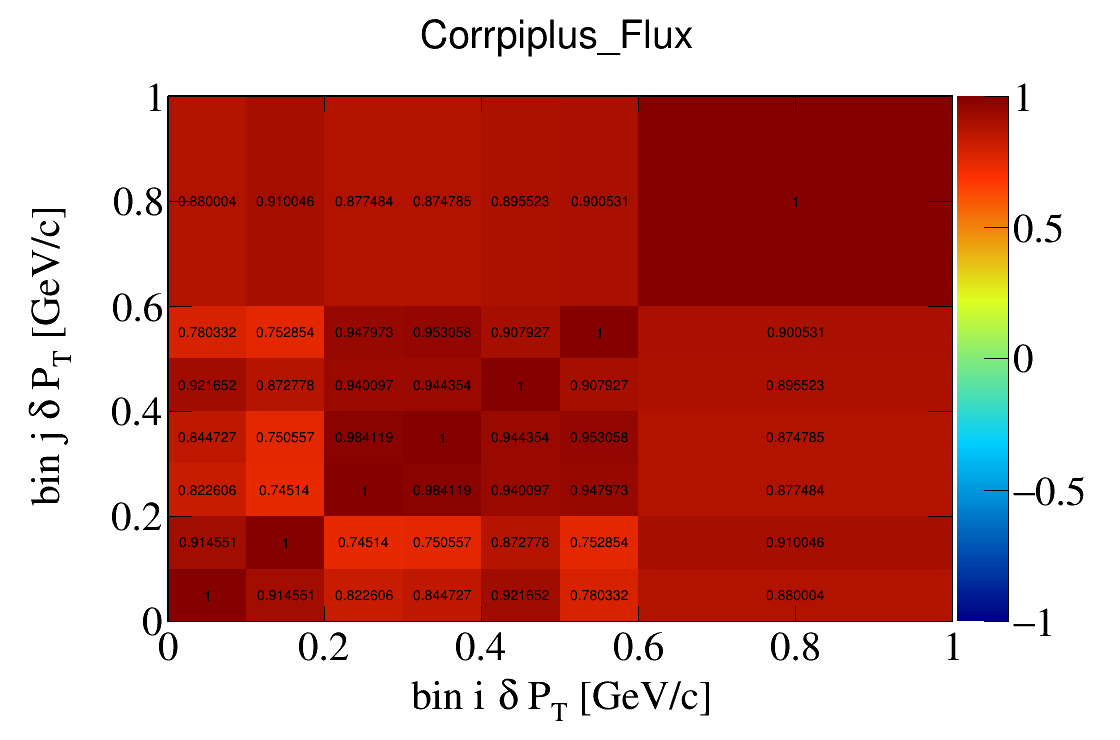 Corrpiplus_Flux
1
0.880004 0.910046 0.877484 0.874785 0.895523 0.900531 1
0.8
0.6
0.780332 0.752854 0.947973 0.953058 0.907927 1 0.900531
0.921652 0.872778 0.940097 0.944354 1 0.907927 0.895523
0.4
0.844727 0.750557 0.984119 1 0.944354 0.953058 0.874785
0.822606 0.74514 1 0.984119 0.940097 0.947973 0.877484
0.2
0.914551 1 0.74514 0.750557 0.872778 0.752854 0.910046
1 0.914551 0.822606 0.844727 0.921652 0.780332 0.880004
0
0 0.2 0.4 0.6 0.8 1
bin i δ P_T [GeV/c]
bin j δ P_T [GeV/c]
1
0.5
0
−0.5
−1